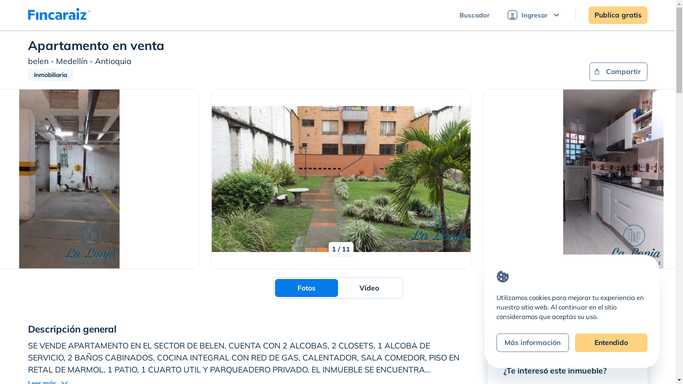 Fincaraiz
Buscador
Ingresar
Publica gratis
Apartamento en venta
belen - Medellín - Antioquia
Inmobiliaria
Compartir
La Lonja
La Lonja
La Lonja
1 / 11
Fotos
Video
Descripción general
SE VENDE APARTAMENTO EN EL SECTOR DE BELEN, CUENTA CON 2 ALCOBAS, 2 CLOSETS, 1 ALCOBA DE
SERVICIO, 2 BAÑOS CABINADOS, COCINA INTEGRAL CON RED DE GAS, CALENTADOR, SALA COMEDOR, PISO EN
RETAL DE MARMOL, 1 PATIO, 1 CUARTO UTIL Y PARQUEADERO PRIVADO. EL INMUEBLE SE ENCUENTRA...
Leer más
Utilizamos cookies para mejorar tu experiencia en
nuestro sitio web. Al continuar en el sitio
consideramos que aceptas su uso.
Más información
Entendido
¿Te interesó este inmueble?